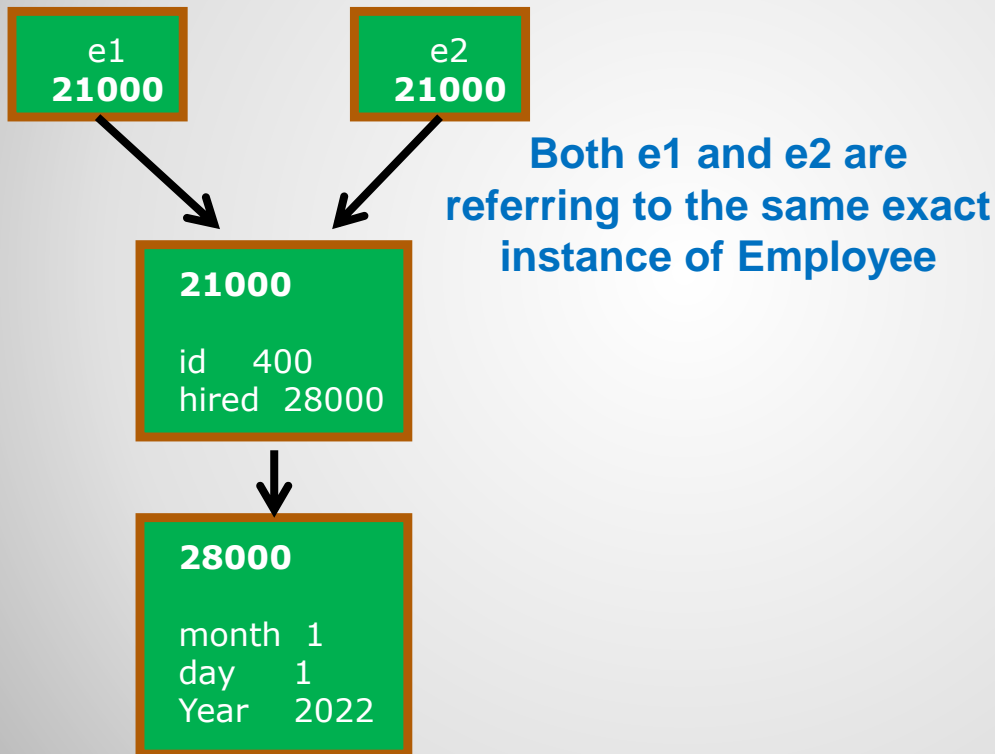 e1
21000
e2
21000
Both e1 and e2 are
referring to the same exact
instance of Employee
21000
id 400
hired 28000
28000
month 1
day 1
Year 2022